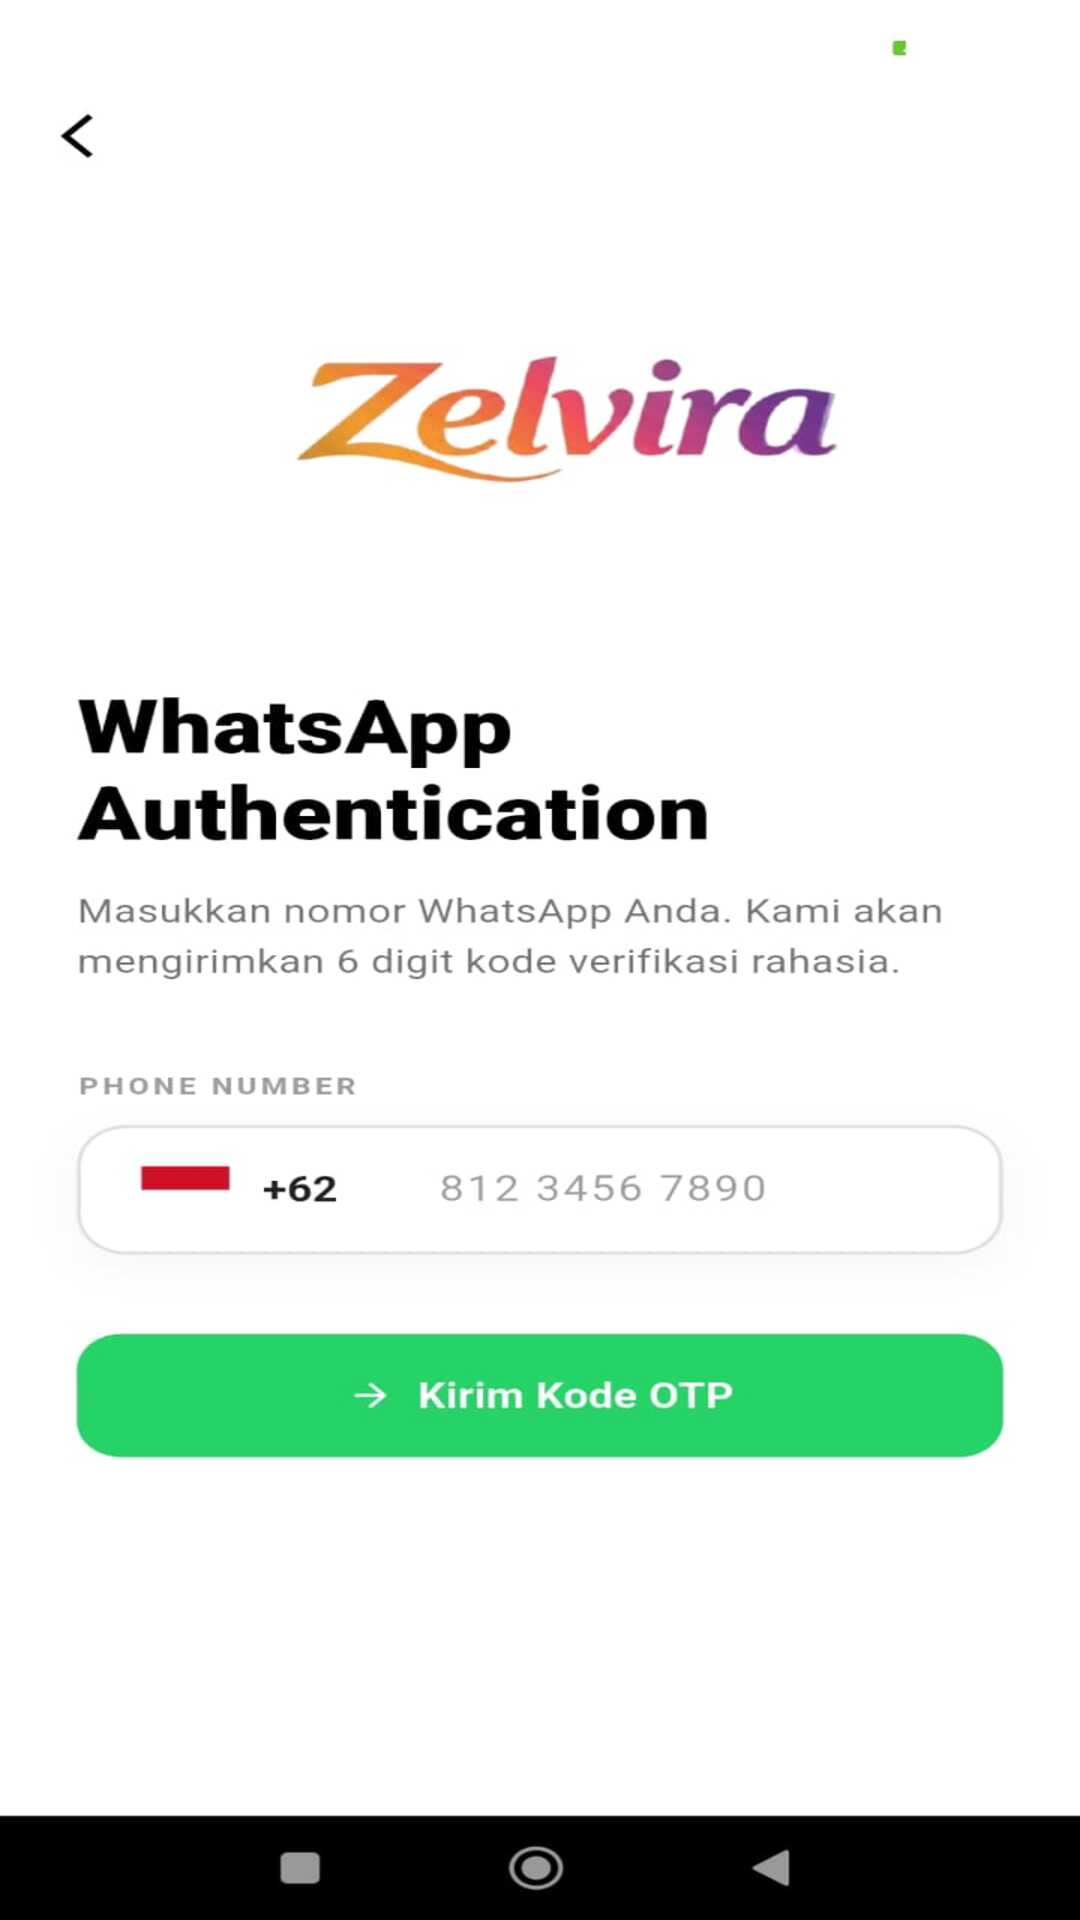 Zelvira
WhatsApp
Authentication
Masukkan nomor WhatsApp Anda. Kami akan
mengirimkan 6 digit kode verifikasi rahasia.
PHONE NUMBER
+62 812 3456 7890
→ Kirim Kode OTP